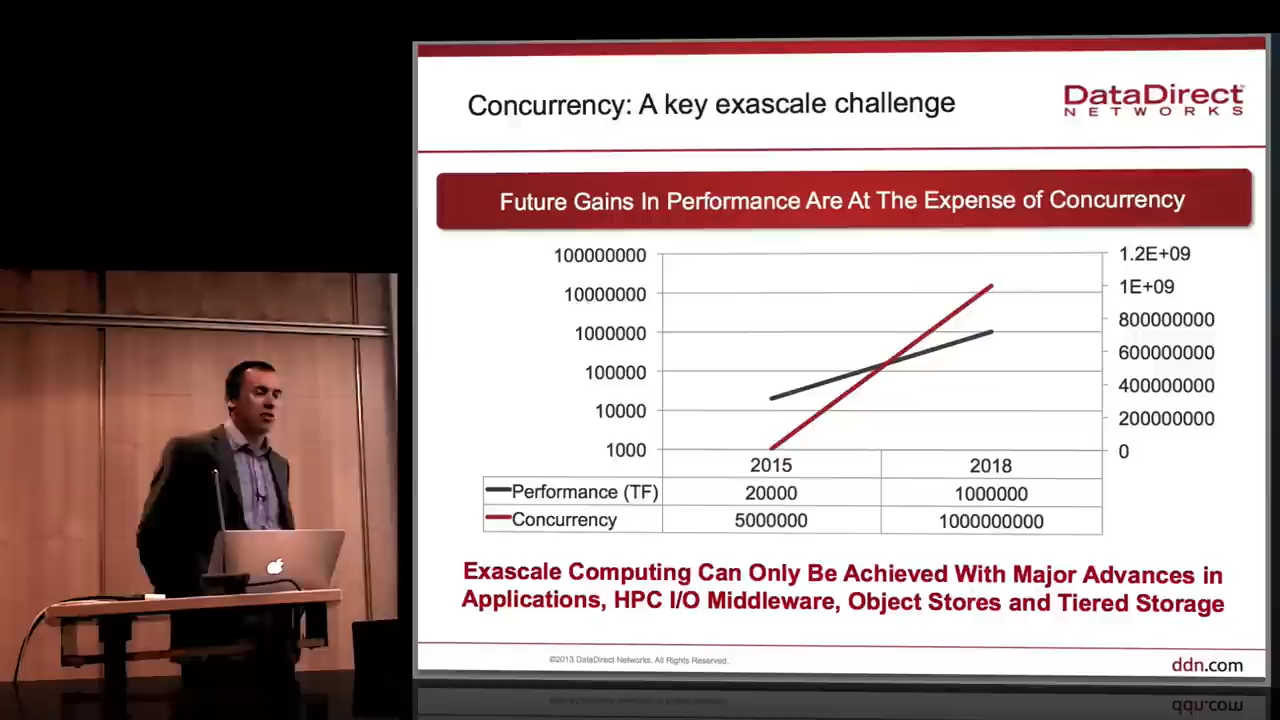 Concurrency: A key exascale challenge
DataDirect
NETWORKS
Future Gains In Performance Are At The Expense of Concurrency
100000000
10000000
1000000
100000
10000
1000
1.2E+09
1E+09
800000000
600000000
400000000
200000000
0
2015 2018
Performance (TF) 20000 1000000
Concurrency 5000000 1000000000
Exascale Computing Can Only Be Achieved With Major Advances in
Applications, HPC I/O Middleware, Object Stores and Tiered Storage
©2013 DataDirect Networks. All Rights Reserved.
ddn.com